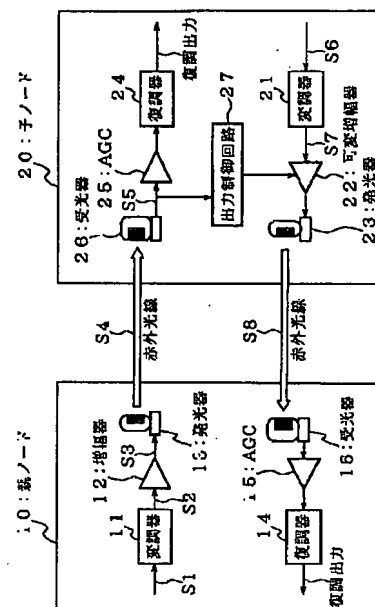 10:親ノード
20:子ノード
S1
11
変調器
S2
12:増幅器
S3
13:発光器
S4
赤外光線
26:受光器
S5
25:AGC
24
復調器
復調出力
出力制御回路
27
復調出力
14
復調器
15:AGC
16:受光器
S8
赤外光線
23:発光器
22:可変増幅器
S7
21
変調器
S6